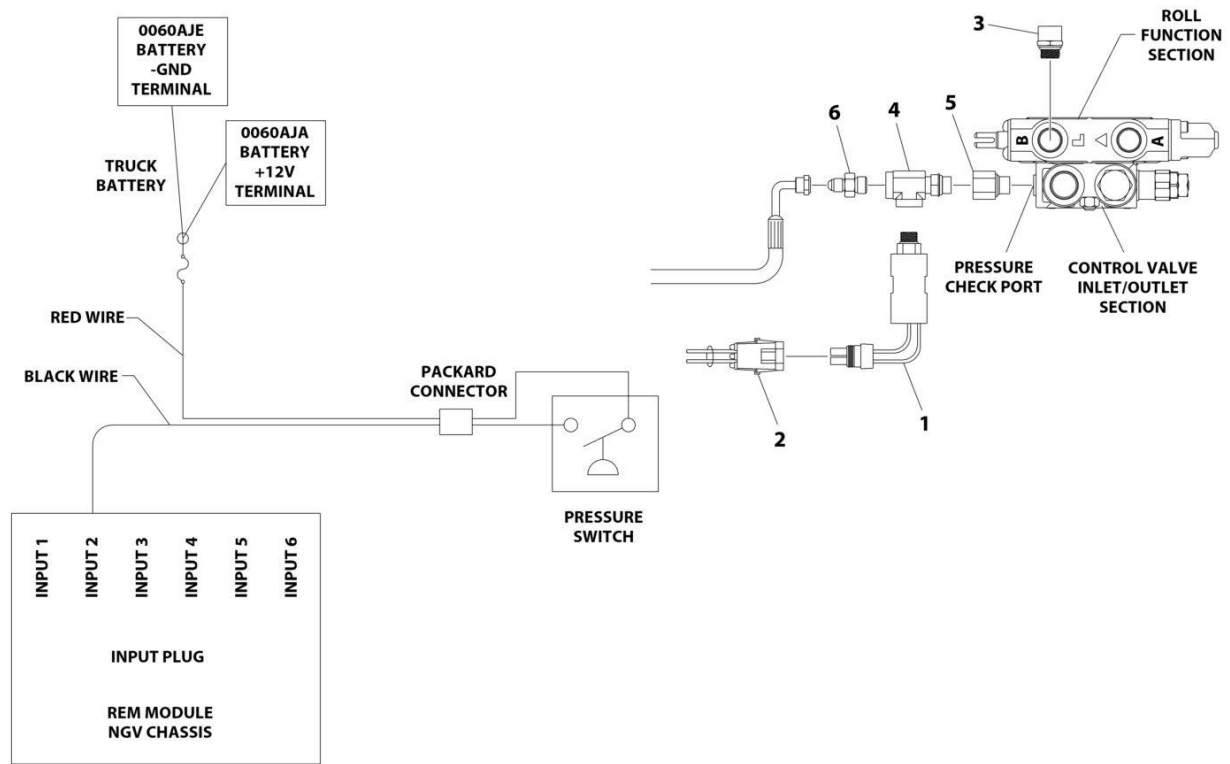 0060AJE
BATTERY
-GND
TERMINAL
0060AJA
BATTERY
+12V
TERMINAL
TRUCK
BATTERY
RED WIRE
BLACK WIRE
PACKARD
CONNECTOR
PRESSURE
SWITCH
INPUT 1
INPUT 2
INPUT 3
INPUT 4
INPUT 5
INPUT 6
INPUT PLUG
REM MODULE
NGV CHASSIS
3
ROLL
FUNCTION
SECTION
6
4
5
B
A
PRESSURE
CHECK PORT
CONTROL VALVE
INLET/OUTLET
SECTION
2
1